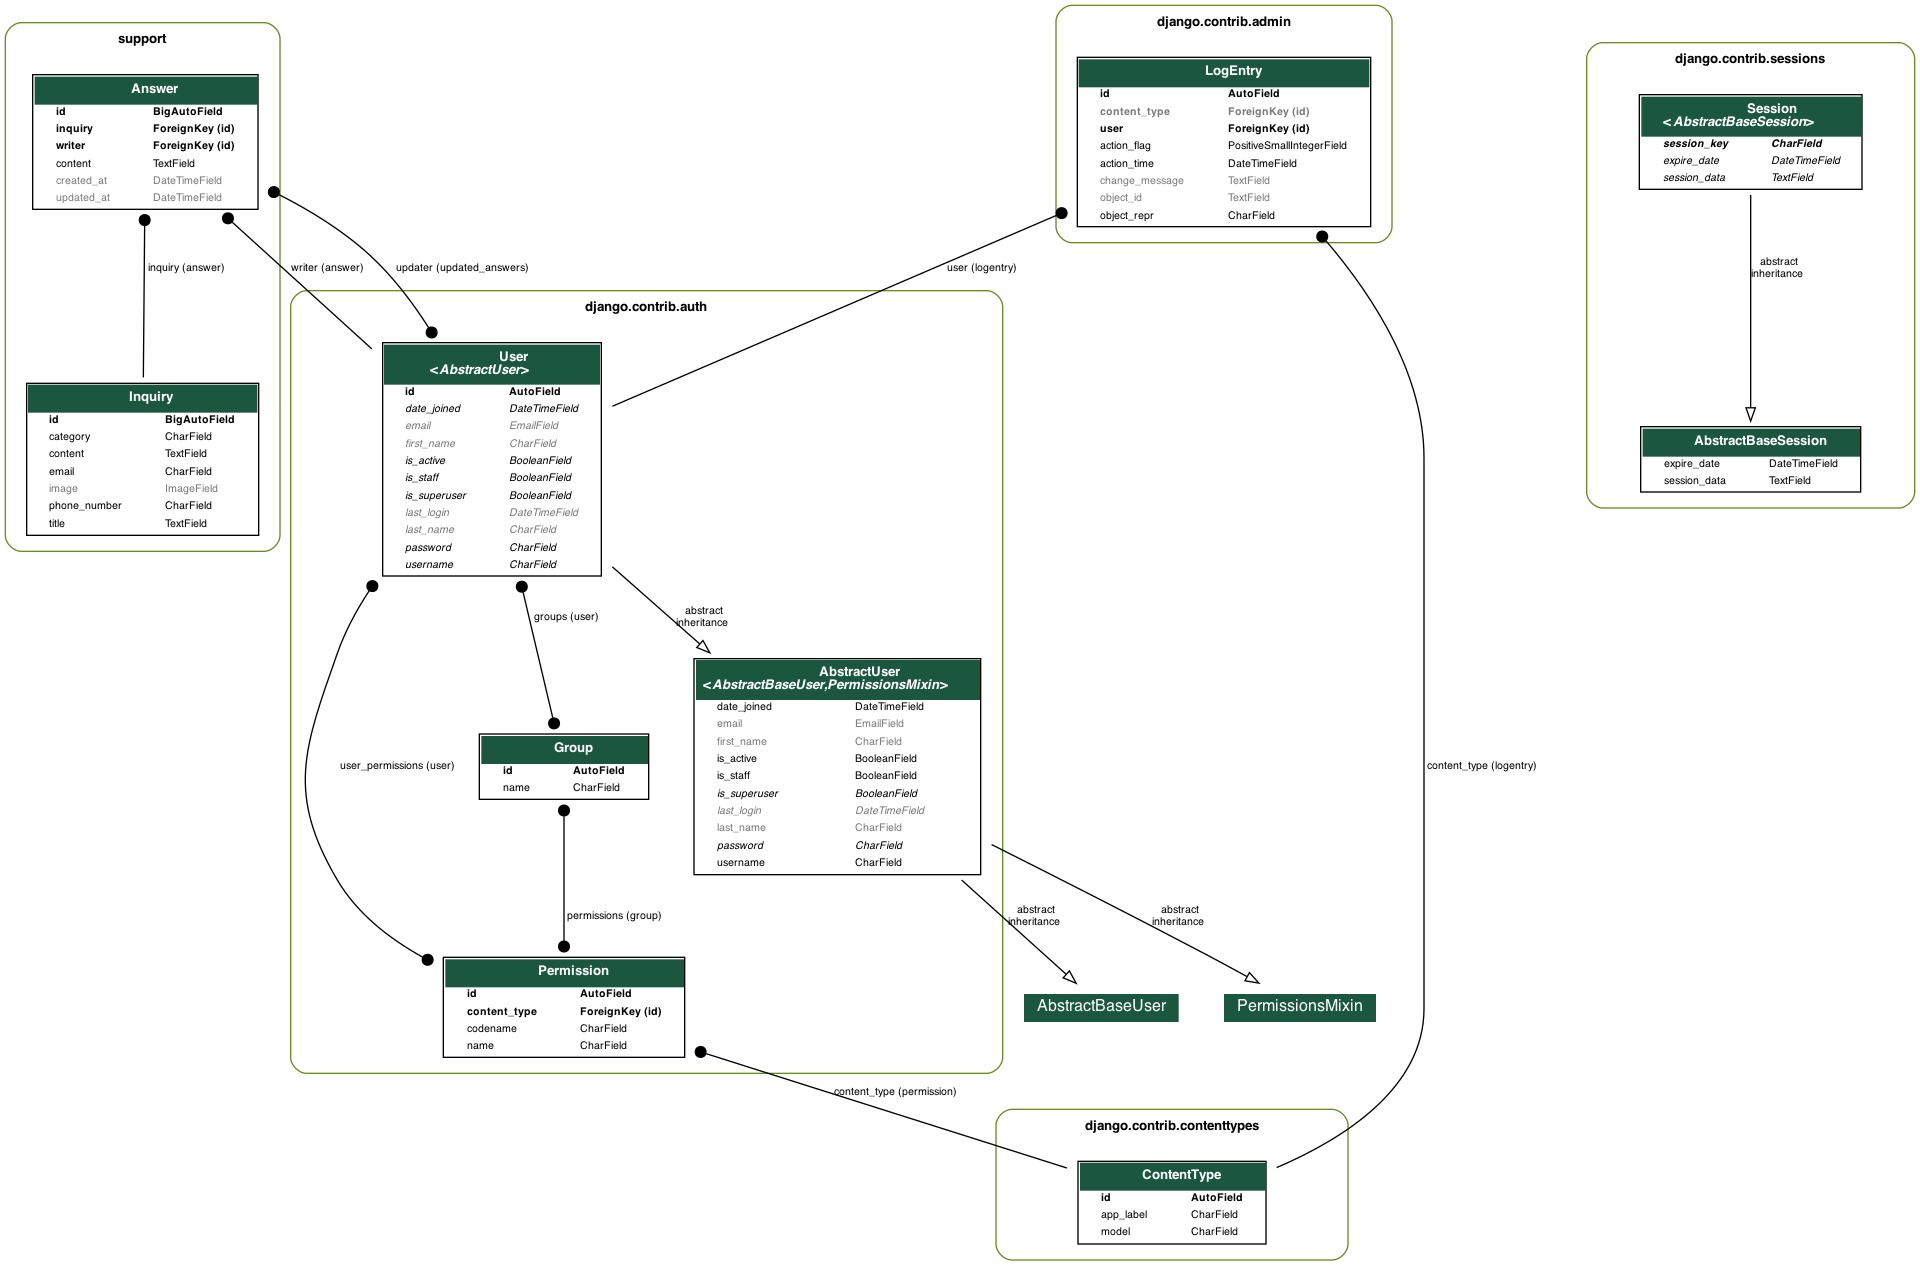 support
Answer
id BigAutoField
inquiry ForeignKey (id)
writer ForeignKey (id)
content TextField
created_at DateTimeField
updated_at DateTimeField
inquiry (answer)
writer (answer)
updater (updated_answers)
Inquiry
id BigAutoField
category CharField
content TextField
email CharField
image ImageField
phone_number CharField
title TextField
django.contrib.admin
LogEntry
id AutoField
content_type ForeignKey (id)
user ForeignKey (id)
action_flag PositiveSmallIntegerField
action_time DateTimeField
change_message TextField
object_id TextField
object_repr CharField
user (logentry)
django.contrib.sessions
Session
<AbstractBaseSession>
session_key CharField
expire_date DateTimeField
session_data TextField
abstract
inheritance
AbstractBaseSession
expire_date DateTimeField
session_data TextField
django.contrib.auth
User
<AbstractUser>
id AutoField
date_joined DateTimeField
email EmailField
first_name CharField
is_active BooleanField
is_staff BooleanField
is_superuser BooleanField
last_login DateTimeField
last_name CharField
password CharField
username CharField
groups (user)
abstract
inheritance
AbstractUser
<AbstractBaseUser,PermissionsMixin>
date_joined DateTimeField
email EmailField
first_name CharField
is_active BooleanField
is_staff BooleanField
is_superuser BooleanField
last_login DateTimeField
last_name CharField
password CharField
username CharField
user_permissions (user)
Group
id AutoField
name CharField
permissions (group)
Permission
id AutoField
content_type ForeignKey (id)
codename CharField
name CharField
abstract
inheritance
abstract
inheritance
AbstractBaseUser
PermissionsMixin
content_type (logentry)
content_type (permission)
django.contrib.contenttypes
ContentType
id AutoField
app_label CharField
model CharField